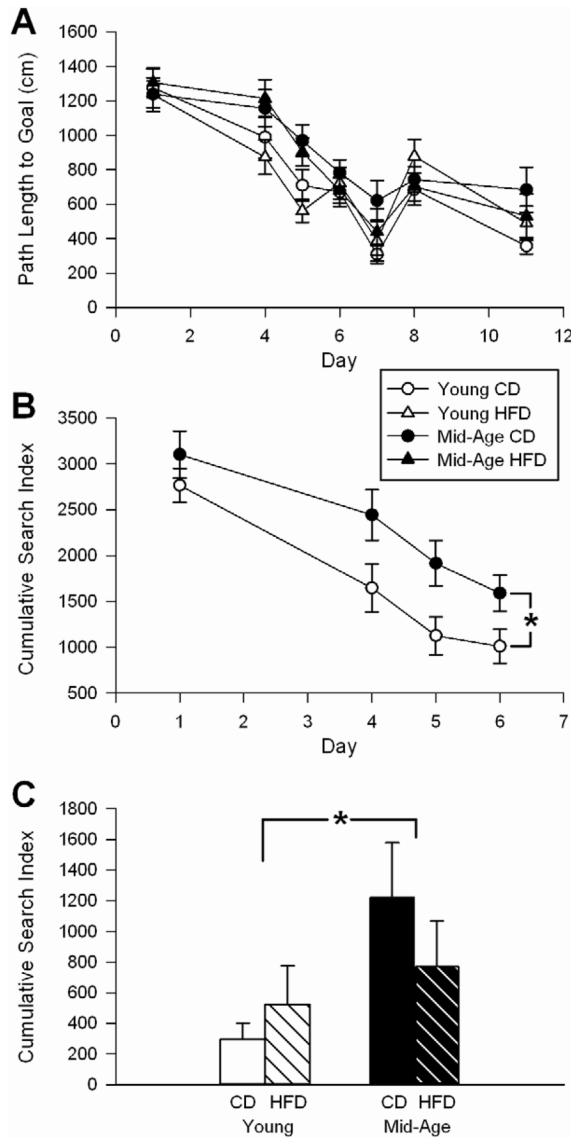 A
Path Length to Goal (cm)
1600
1400
1200
1000
800
600
400
200
0
0 2 4 6 8 10 12
Day
Young CD
Young HFD
Mid-Age CD
Mid-Age HFD
B
Cumulative Search Index
3500
3000
2500
2000
1500
1000
500
*
0 1 2 3 4 5 6 7
Day
C
Cumulative Search Index
1800
1600
1400
1200
1000
800
600
400
200
0
*
CD HFD CD HFD
Young Mid-Age